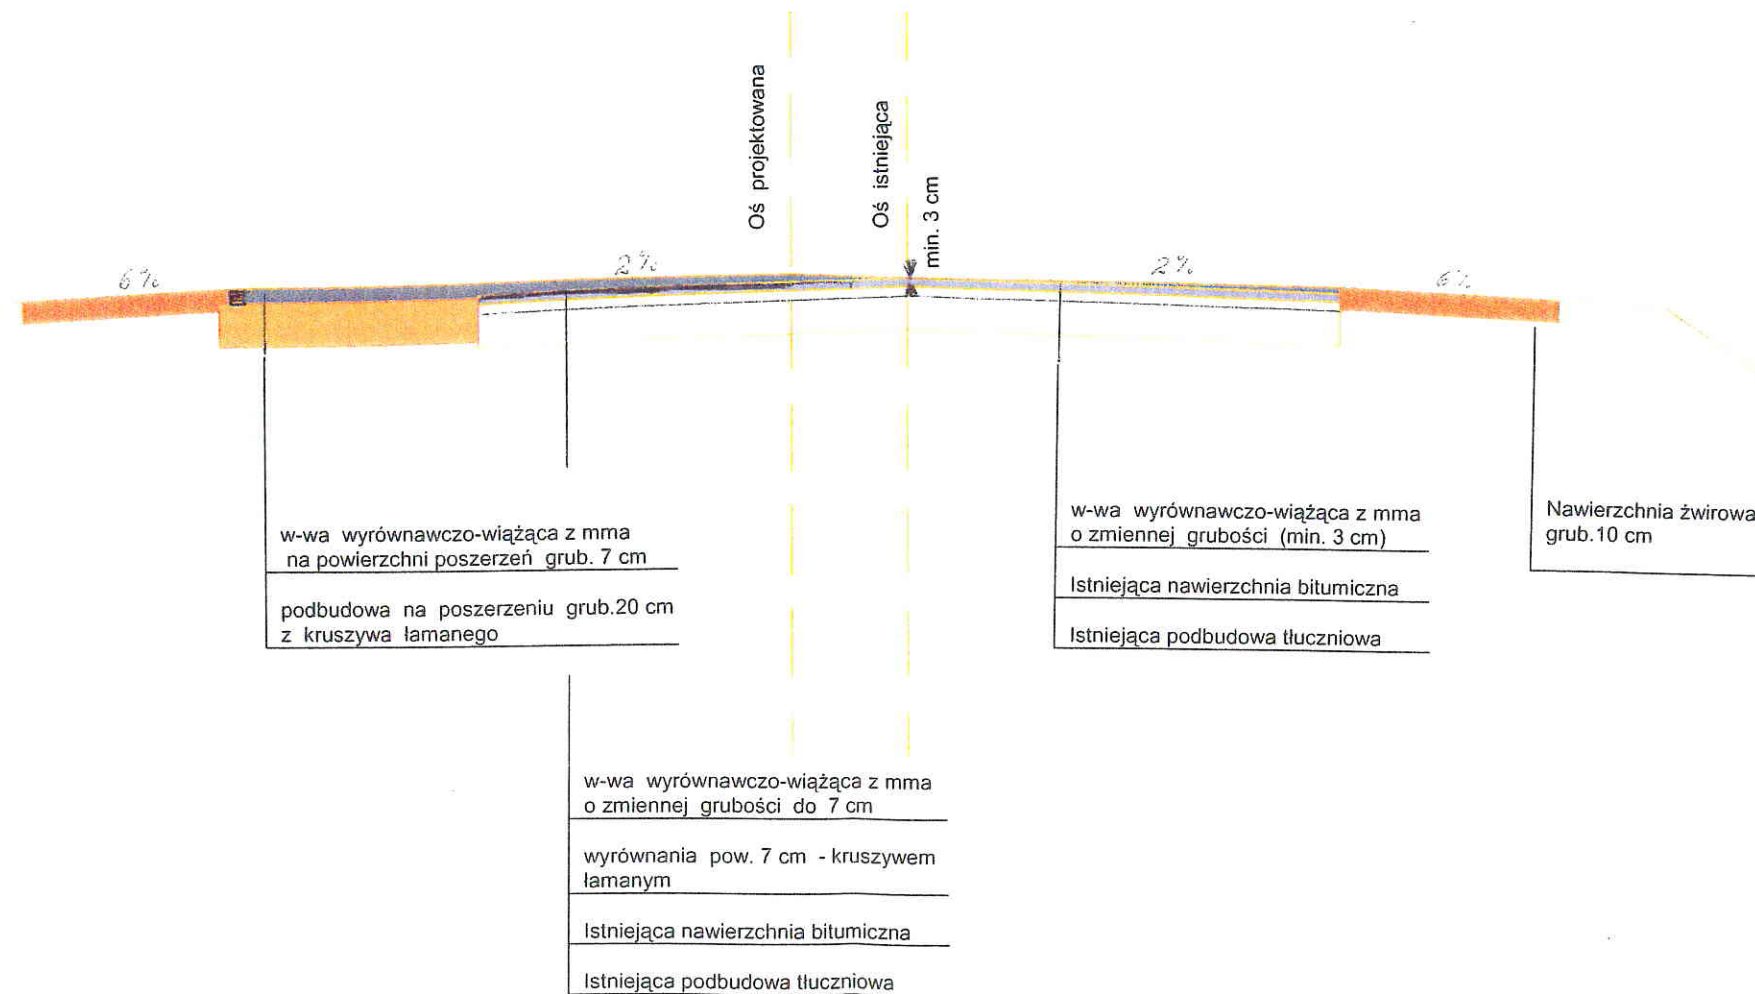 Oś projektowana
Oś istniejąca
min. 3 cm
6%
2%
2%
6%
w-wa wyrównawczo-wiążąca z mma
na powierzchni poszerzeń grub. 7 cm
podbudowa na poszerzeniu grub.20 cm
z kruszywa łamanego
w-wa wyrównawczo-wiążąca z mma
o zmiennej grubości (min. 3 cm)
Istniejąca nawierzchnia bitumiczna
Istniejąca podbudowa tłuczniowa
Nawierzchnia żwirowa
grub.10 cm
w-wa wyrównawczo-wiążąca z mma
o zmiennej grubości do 7 cm
wyrównania pow. 7 cm - kruszywem
łamanym
Istniejąca nawierzchnia bitumiczna
Istniejąca podbudowa tłuczniowa